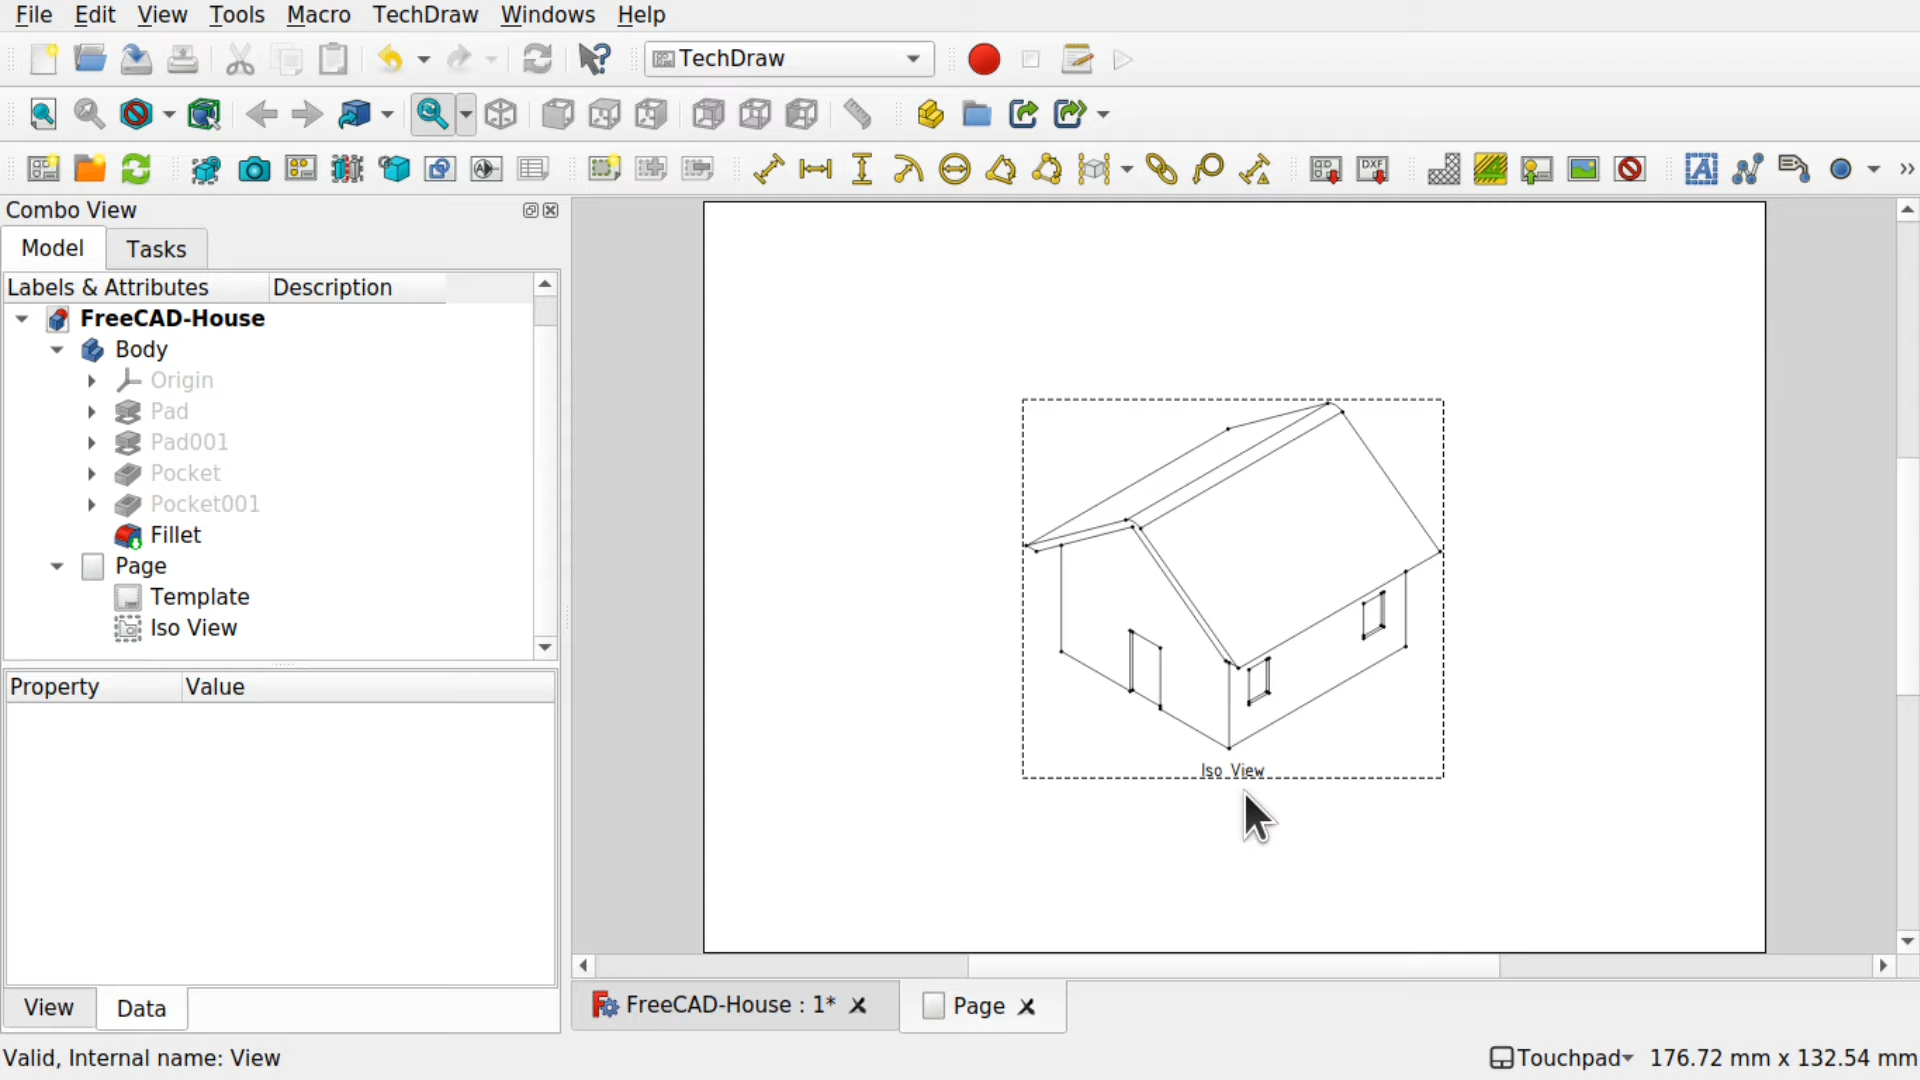 File Edit View Tools Macro TechDraw Windows Help
TechDraw
DXF
Combo View
Model Tasks
Labels & Attributes Description
FreeCAD-House
Body
Origin
Pad
Pad001
Pocket
Pocket001
Fillet
Page
Template
Iso View
Property Value
Iso View
View Data
FreeCAD-House : 1* Page
Valid, Internal name: View
Touchpad 176.72 mm x 132.54 mm